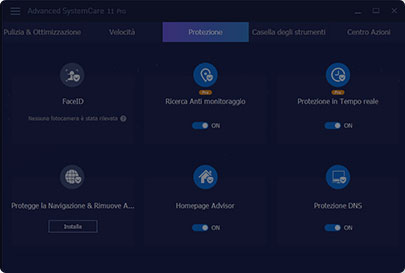 Advanced SystemCare 11 Pro
Pulizia & Ottimizzazione Velocità Protezione Casella degli strumenti Centro Azioni
FaceID
Nessuna fotocamera è stata rilevata
Pro
Ricerca Anti monitoraggio
ON
Pro
Protezione in Tempo reale
ON
Protegge la Navigazione & Rimuove A...
Installa
Homepage Advisor
ON
Protezione DNS
ON